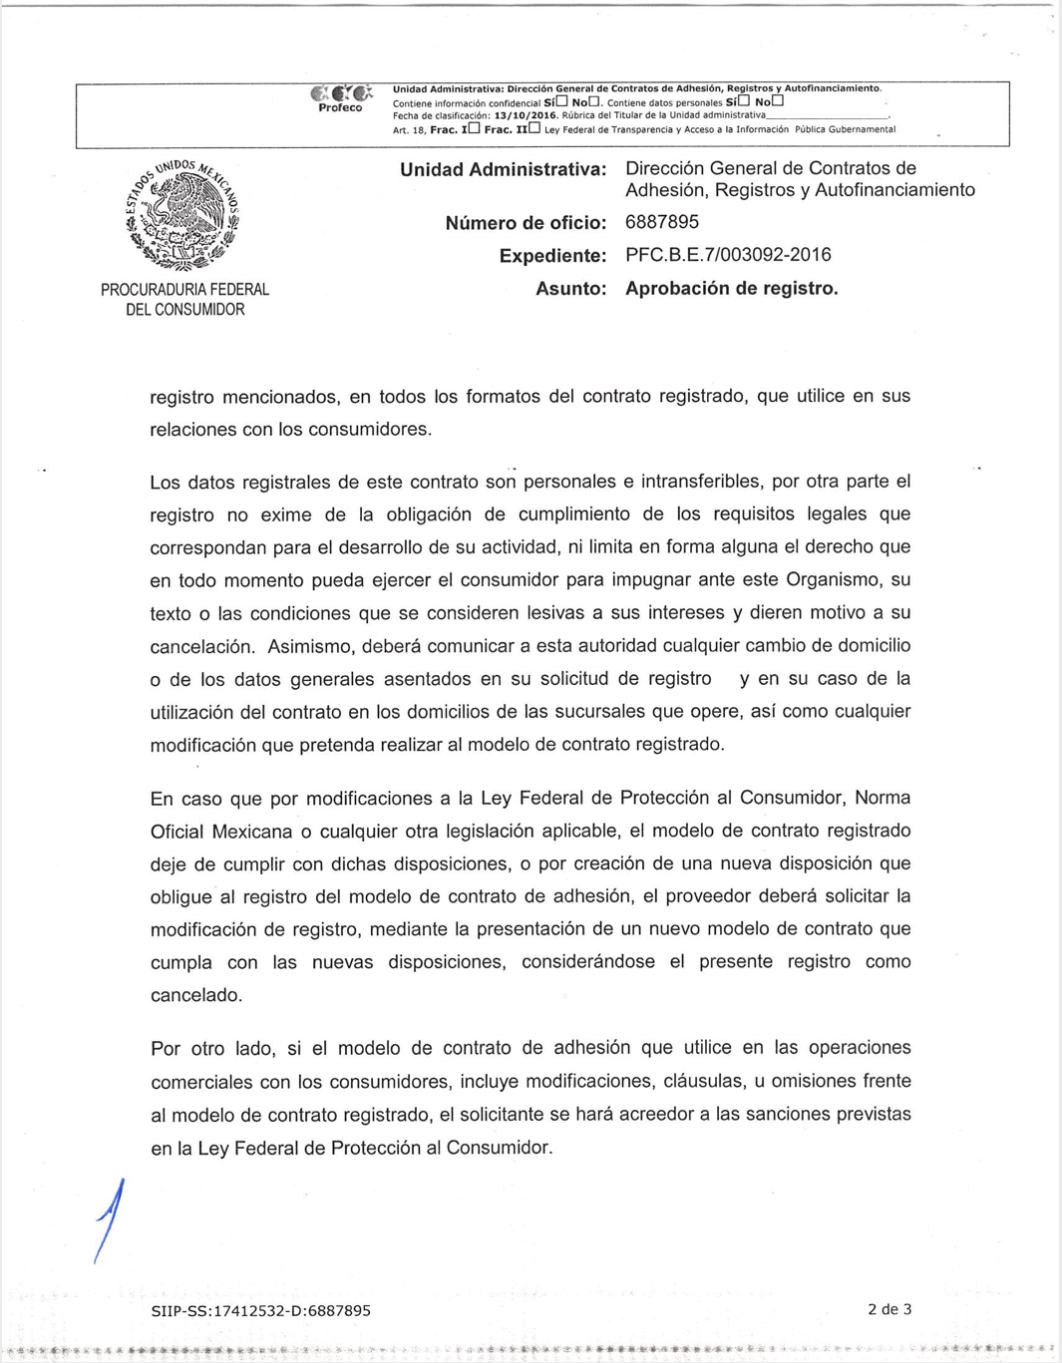 Profeco
Unidad Administrativa: Dirección General de Contratos de Adhesión, Registros y Autofinanciamiento.
Contiene información confidencial Sí☐ No☐. Contiene datos personales Sí☐ No☐
Fecha de clasificación: 13/10/2016. Rúbrica del Titular de la Unidad administrativa____________________.
Art. 18, Frac. I☐ Frac. II☐ Ley Federal de Transparencia y Acceso a la Información Pública Gubernamental
ESTADOS UNIDOS MEXICANOS
PROCURADURIA FEDERAL
DEL CONSUMIDOR
Unidad Administrativa: Dirección General de Contratos de
Adhesión, Registros y Autofinanciamiento
Número de oficio: 6887895
Expediente: PFC.B.E.7/003092-2016
Asunto: Aprobación de registro.
registro mencionados, en todos los formatos del contrato registrado, que utilice en sus
relaciones con los consumidores.
Los datos registrales de este contrato son personales e intransferibles, por otra parte el
registro no exime de la obligación de cumplimiento de los requisitos legales que
correspondan para el desarrollo de su actividad, ni limita en forma alguna el derecho que
en todo momento pueda ejercer el consumidor para impugnar ante este Organismo, su
texto o las condiciones que se consideren lesivas a sus intereses y dieren motivo a su
cancelación. Asimismo, deberá comunicar a esta autoridad cualquier cambio de domicilio
o de los datos generales asentados en su solicitud de registro y en su caso de la
utilización del contrato en los domicilios de las sucursales que opere, así como cualquier
modificación que pretenda realizar al modelo de contrato registrado.
En caso que por modificaciones a la Ley Federal de Protección al Consumidor, Norma
Oficial Mexicana o cualquier otra legislación aplicable, el modelo de contrato registrado
deje de cumplir con dichas disposiciones, o por creación de una nueva disposición que
obligue al registro del modelo de contrato de adhesión, el proveedor deberá solicitar la
modificación de registro, mediante la presentación de un nuevo modelo de contrato que
cumpla con las nuevas disposiciones, considerándose el presente registro como
cancelado.
Por otro lado, si el modelo de contrato de adhesión que utilice en las operaciones
comerciales con los consumidores, incluye modificaciones, cláusulas, u omisiones frente
al modelo de contrato registrado, el solicitante se hará acreedor a las sanciones previstas
en la Ley Federal de Protección al Consumidor.
SIIP-SS:17412532-D:6887895
2 de 3